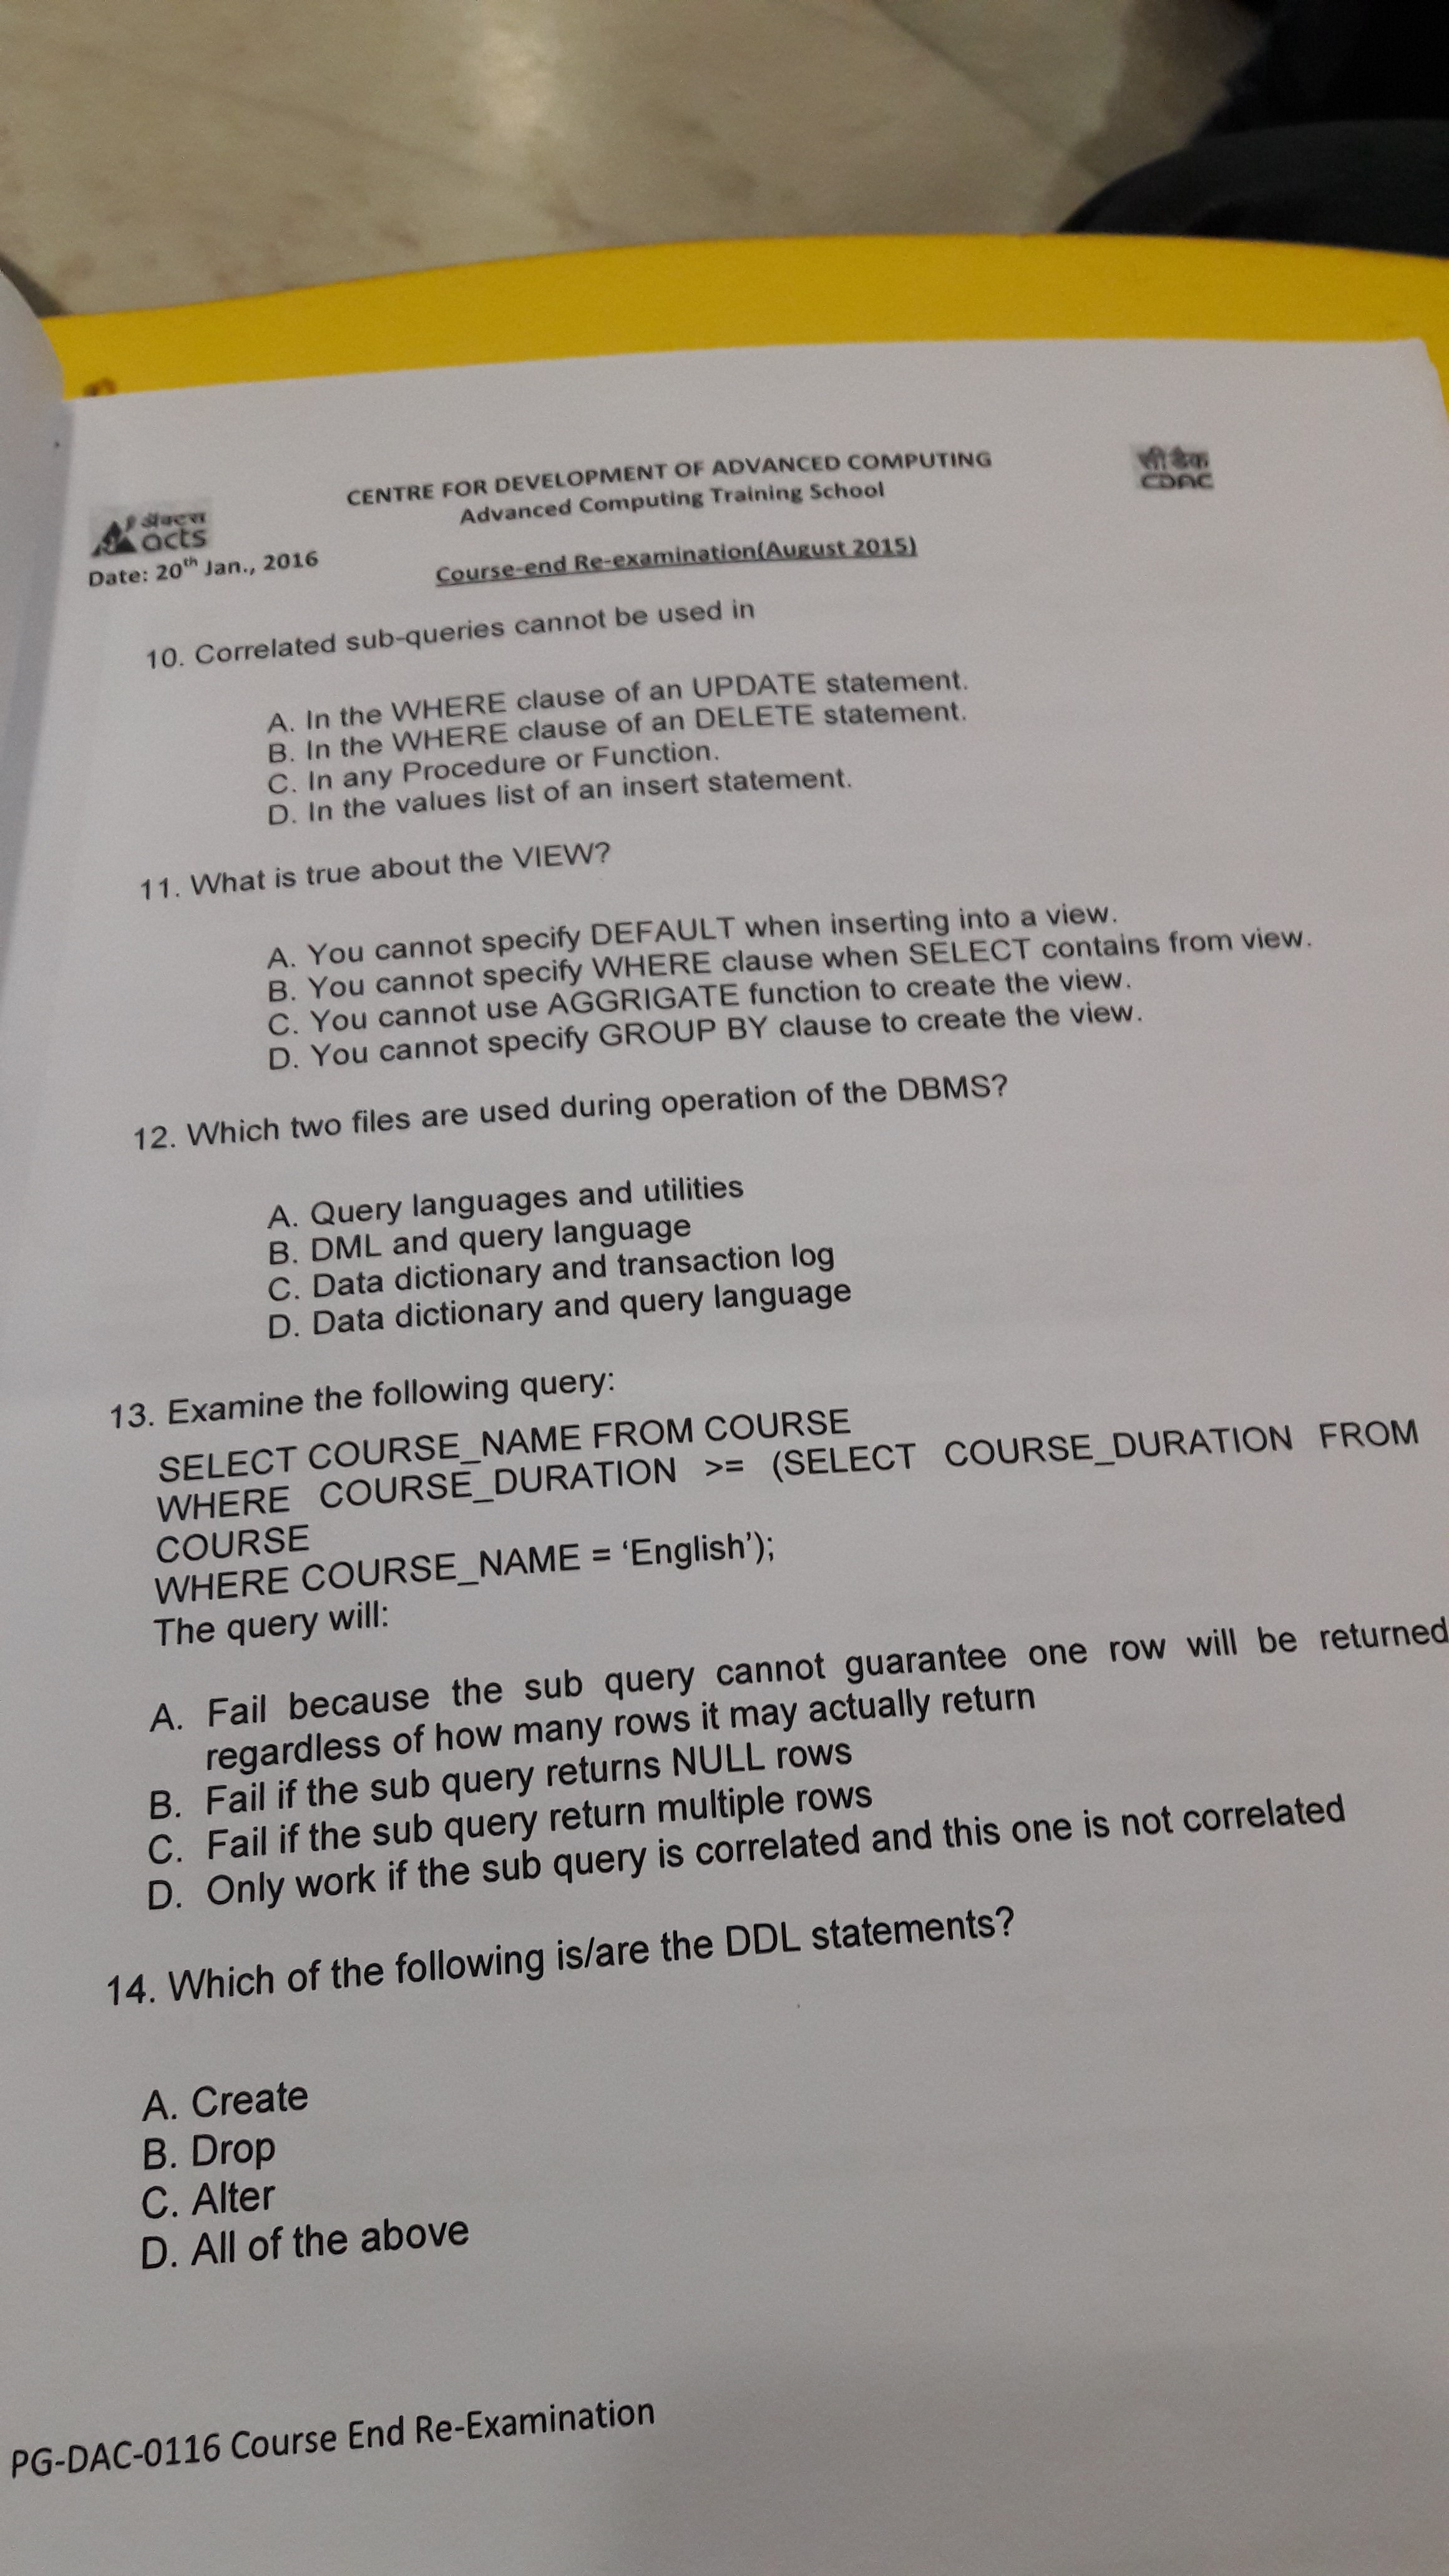 CENTRE FOR DEVELOPMENT OF ADVANCED COMPUTING
Advanced Computing Training School
सी डैक
CDAC
ॲक्टस
acts
Date: 20th Jan., 2016
Course-end Re-examination(August 2015)
10. Correlated sub-queries cannot be used in
A. In the WHERE clause of an UPDATE statement.
B. In the WHERE clause of an DELETE statement.
C. In any Procedure or Function.
D. In the values list of an insert statement.
11. What is true about the VIEW?
A. You cannot specify DEFAULT when inserting into a view.
B. You cannot specify WHERE clause when SELECT contains from view.
C. You cannot use AGGRIGATE function to create the view.
D. You cannot specify GROUP BY clause to create the view.
12. Which two files are used during operation of the DBMS?
A. Query languages and utilities
B. DML and query language
C. Data dictionary and transaction log
D. Data dictionary and query language
13. Examine the following query:
SELECT COURSE_NAME FROM COURSE
WHERE COURSE_DURATION >= (SELECT COURSE_DURATION FROM
COURSE
WHERE COURSE_NAME = ‘English’);
The query will:
A. Fail because the sub query cannot guarantee one row will be returned
regardless of how many rows it may actually return
B. Fail if the sub query returns NULL rows
C. Fail if the sub query return multiple rows
D. Only work if the sub query is correlated and this one is not correlated
14. Which of the following is/are the DDL statements?
A. Create
B. Drop
C. Alter
D. All of the above
PG-DAC-0116 Course End Re-Examination